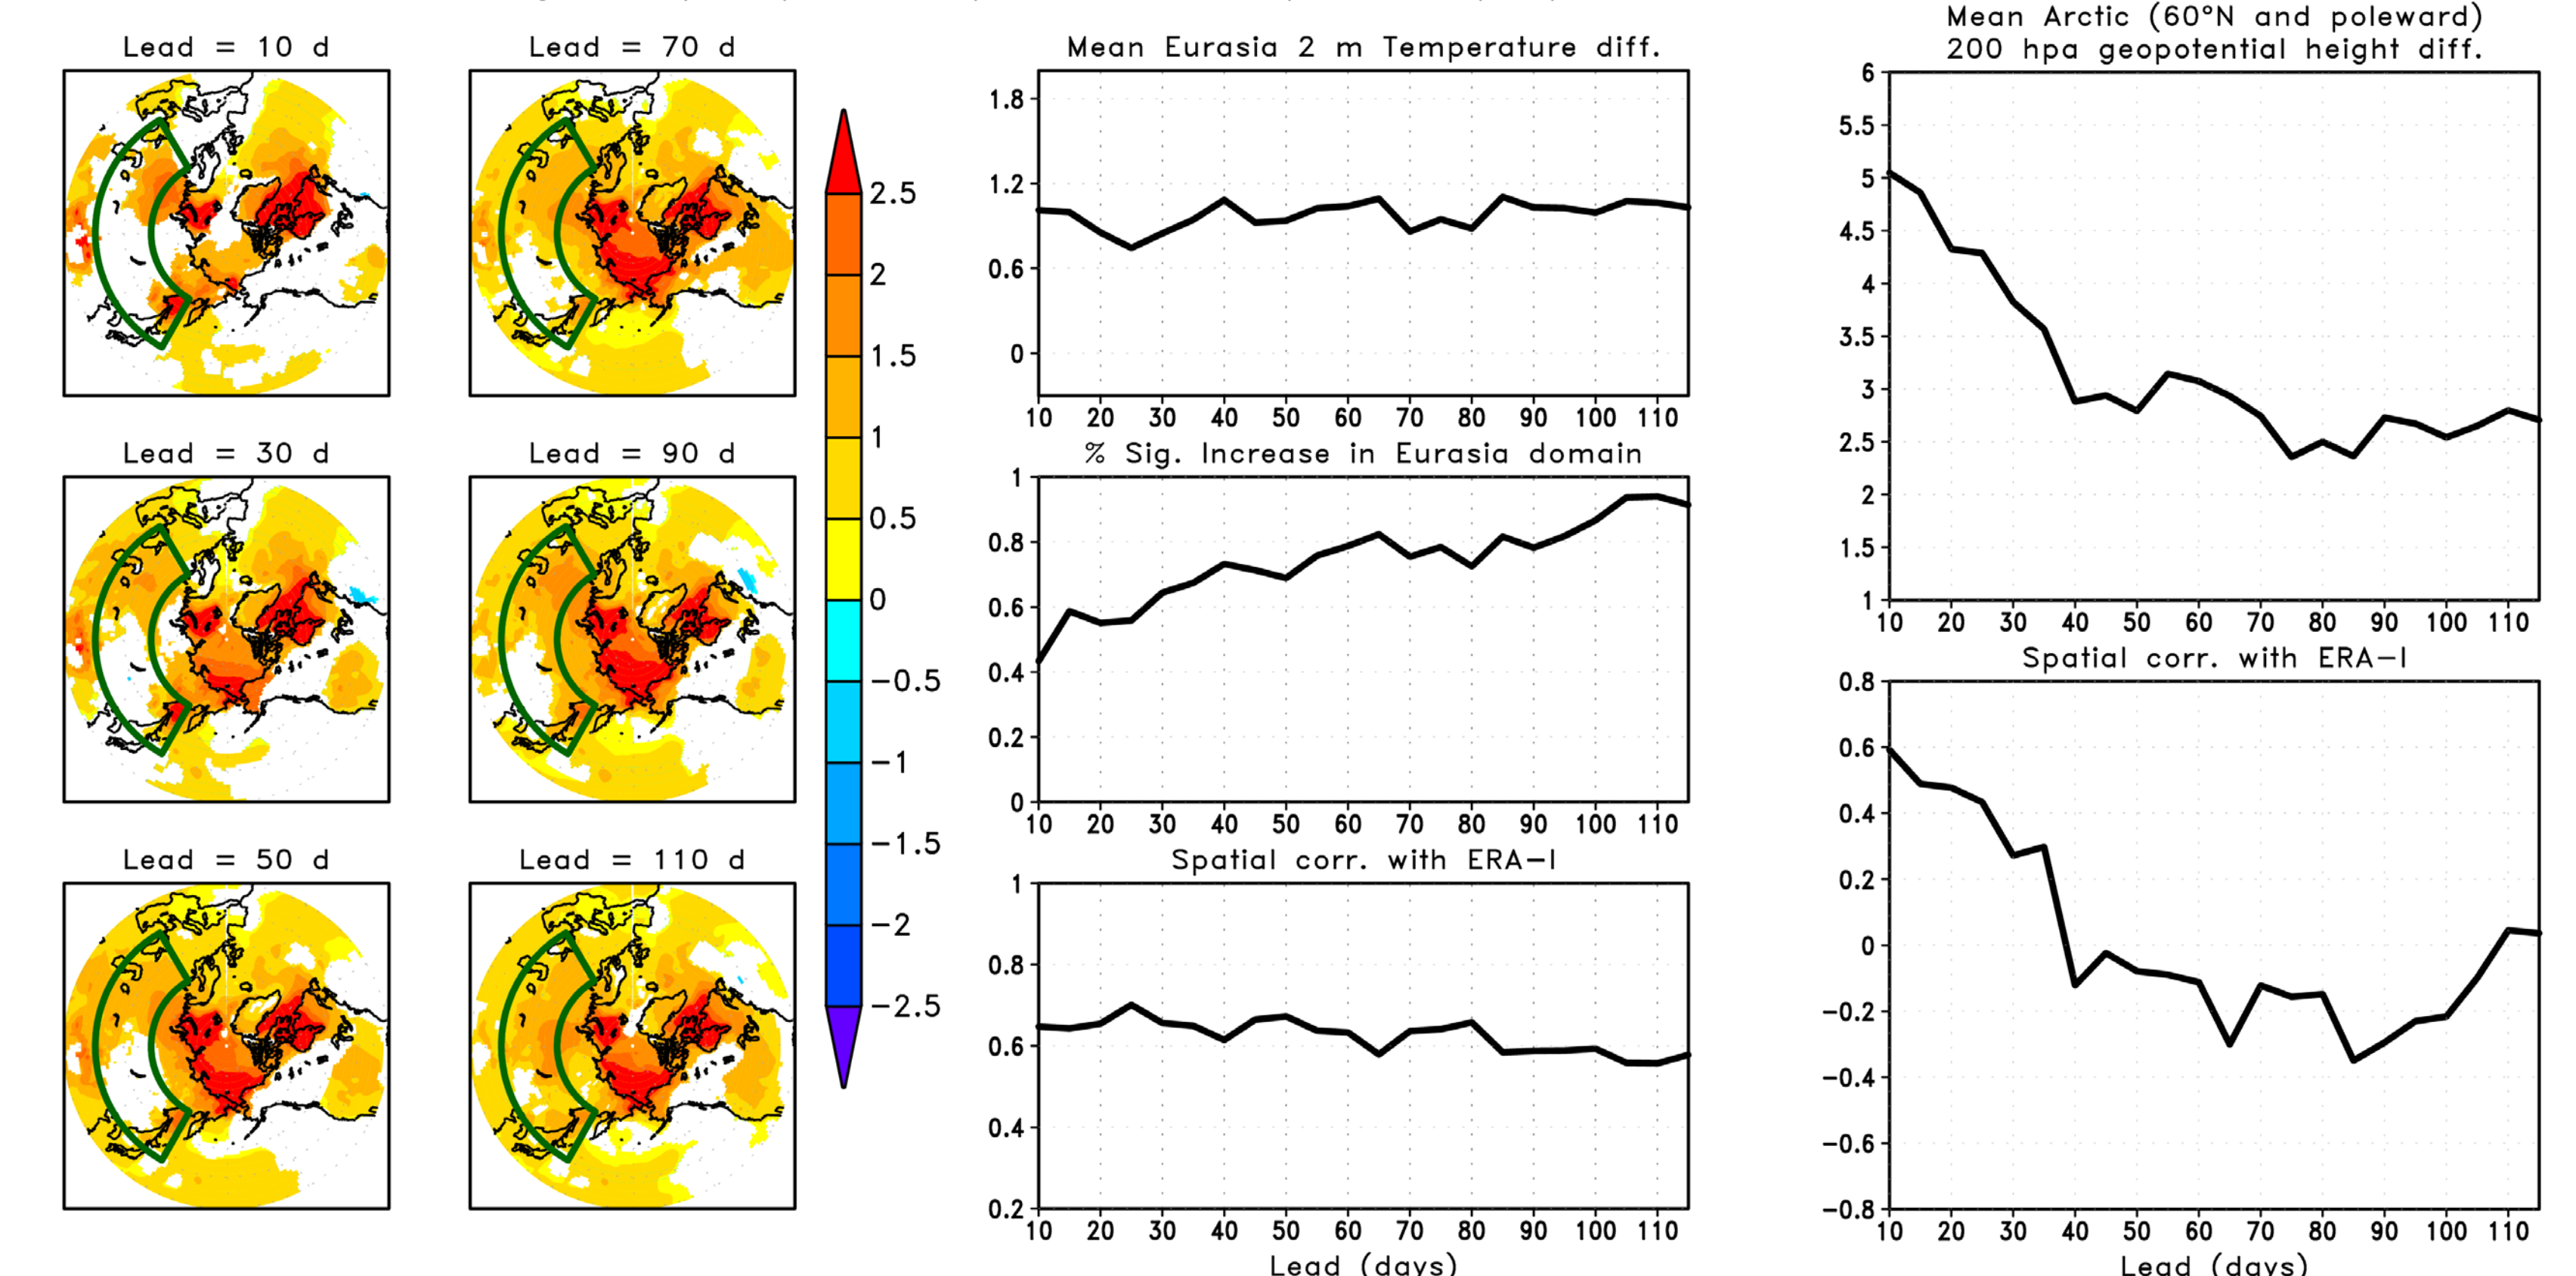 Lead = 10 d
Lead = 70 d
Lead = 30 d
Lead = 90 d
Lead = 50 d
Lead = 110 d
2.5
2
1.5
1
0.5
0
−0.5
−1
−1.5
−2
−2.5
Mean Eurasia 2 m Temperature diff.
1.8
1.2
0.6
0
10 20 30 40 50 60 70 80 90 100 110
% Sig. Increase in Eurasia domain
1
0.8
0.6
0.4
0.2
0
10 20 30 40 50 60 70 80 90 100 110
Spatial corr. with ERA−I
1
0.8
0.6
0.4
0.2
10 20 30 40 50 60 70 80 90 100 110
Lead (days)
Mean Arctic (60°N and poleward)
200 hpa geopotential height diff.
6
5.5
5
4.5
4
3.5
3
2.5
2
1.5
1
10 20 30 40 50 60 70 80 90 100 110
Spatial corr. with ERA−I
0.8
0.6
0.4
0.2
0
−0.2
−0.4
−0.6
−0.8
10 20 30 40 50 60 70 80 90 100 110
Lead (days)